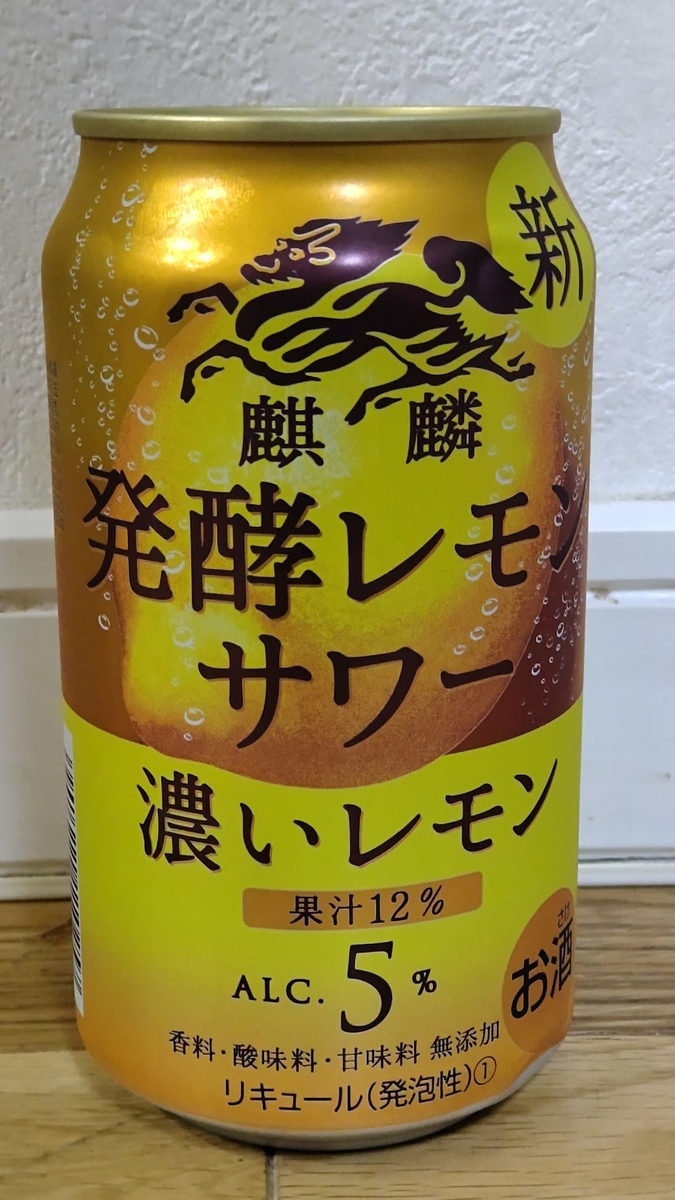 新
麒麟
発酵レモン
サワー
濃いレモン
果汁12%
ALC. 5%
さけ
お酒
香料・酸味料・甘味料 無添加
リキュール(発泡性)①